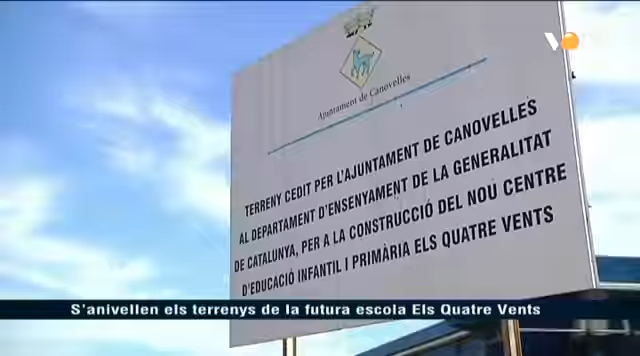 Ajuntament de Canovelles
TERRENY CEDIT PER L'AJUNTAMENT DE CANOVELLES
AL DEPARTAMENT D'ENSENYAMENT DE LA GENERALITAT
DE CATALUNYA, PER A LA CONSTRUCCIÓ DEL NOU CENTRE
D'EDUCACIÓ INFANTIL I PRIMÀRIA ELS QUATRE VENTS
S'anivellen els terrenys de la futura escola Els Quatre Vents